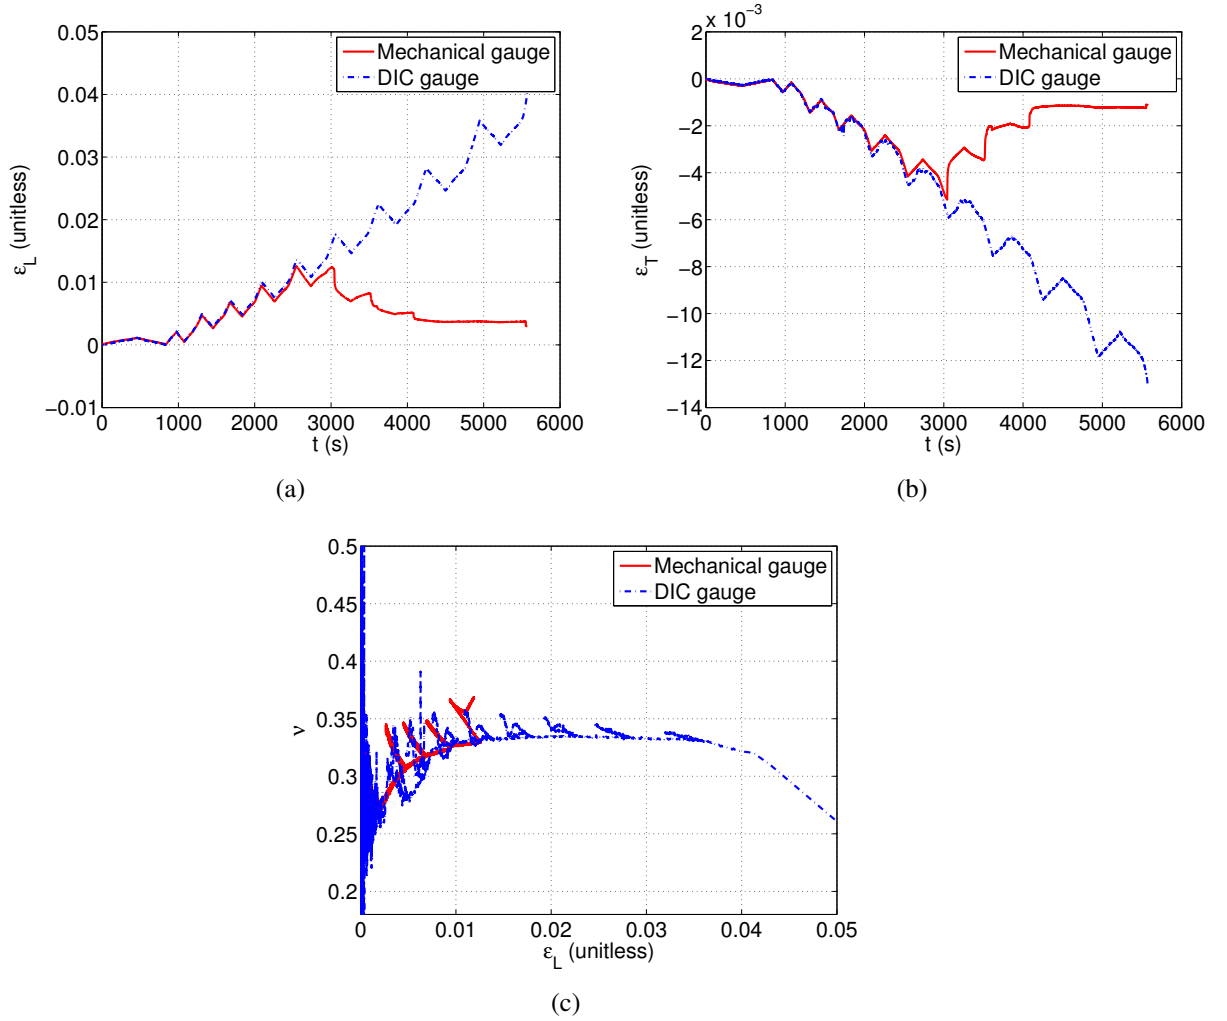 0.05
0.04
0.03
0.02
0.01
0
−0.01
ε_L (unitless)
Mechanical gauge
DIC gauge
0 1000 2000 3000 4000 5000 6000
t (s)
(a)
2 x 10^−3
0
−2
−4
−6
−8
−10
−12
−14
ε_T (unitless)
Mechanical gauge
DIC gauge
0 1000 2000 3000 4000 5000 6000
t (s)
(b)
0.5
0.45
0.4
0.35
0.3
0.25
0.2
ν
Mechanical gauge
DIC gauge
0 0.01 0.02 0.03 0.04 0.05
ε_L (unitless)
(c)